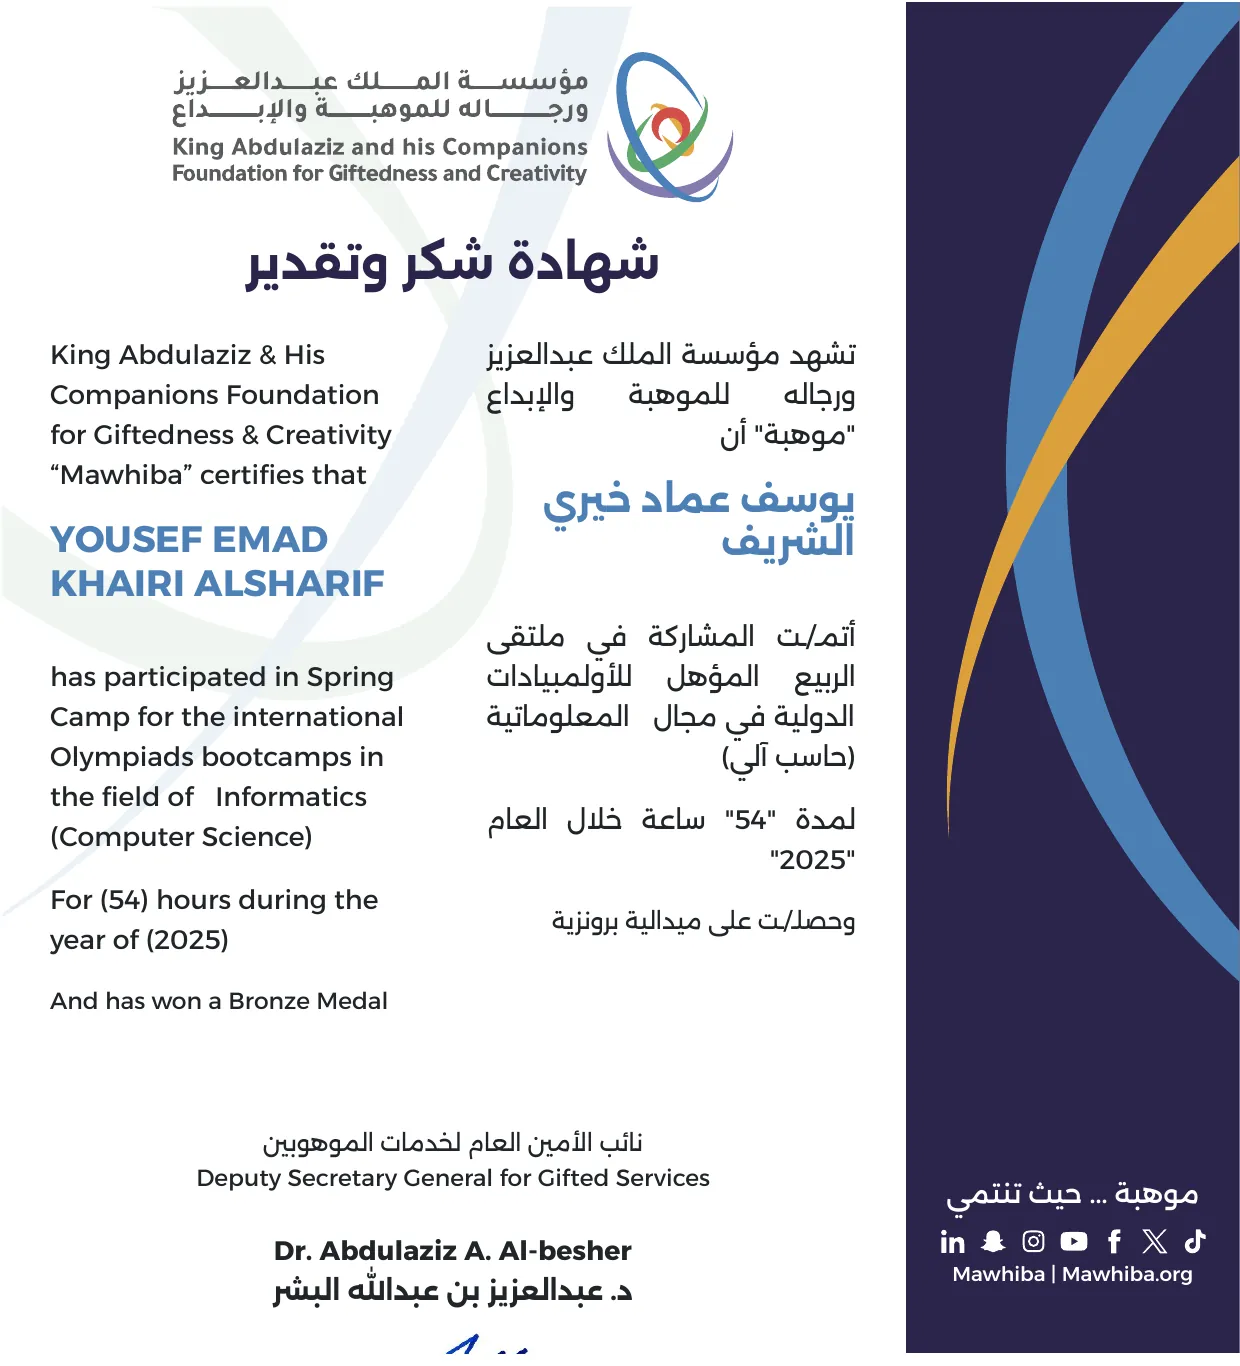 مؤسسة الملك عبدالعزيز
ورجاله للموهبة والإبداع
King Abdulaziz and his Companions
Foundation for Giftedness and Creativity
شهادة شكر وتقدير
King Abdulaziz & His
Companions Foundation
for Giftedness & Creativity
“Mawhiba” certifies that
YOUSEF EMAD
KHAIRI ALSHARIF
has participated in Spring
Camp for the international
Olympiads bootcamps in
the field of Informatics
(Computer Science)
For (54) hours during the
year of (2025)
And has won a Bronze Medal
تشهد مؤسسة الملك عبدالعزيز
ورجاله للموهبة والإبداع
"موهبة" أن
يوسف عماد خيري
الشريف
أتمـ/ـت المشاركة في ملتقى
الربيع المؤهل للأولمبيادات
الدولية في مجال المعلوماتية
(حاسب آلي)
لمدة "54" ساعة خلال العام
"2025"
وحصلـ/ـت على ميدالية برونزية
نائب الأمين العام لخدمات الموهوبين
Deputy Secretary General for Gifted Services
Dr. Abdulaziz A. Al-besher
د. عبدالعزيز بن عبدالله البشر
موهبة ... حيث تنتمي
Mawhiba | Mawhiba.org